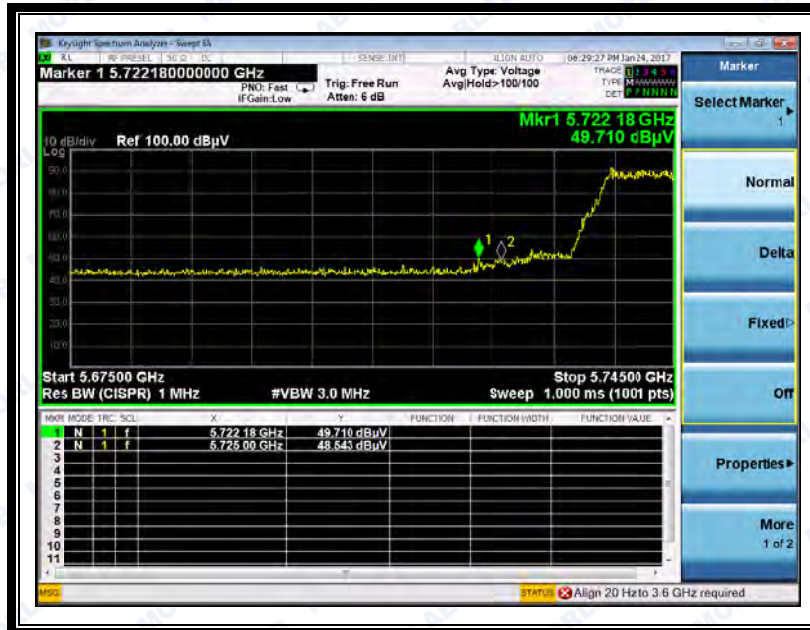 Keysight Spectrum Analyzer - Swept SA
RL RF PRESEL 50 Ω DC SENSE:INT ALIGN AUTO 06:29:27 PM Jan 24, 2017
Marker 1 5.722180000000 GHz
PNO: Fast
IFGain:Low
Trig: Free Run
Atten: 6 dB
Avg Type: Voltage
Avg|Hold>100/100
TRACE 1 2 3 4 5 6
TYPE
DET P P N N N N
Mkr1 5.722 18 GHz
49.710 dBµV
10 dB/div Ref 100.00 dBµV
Log
90.0
80.0
70.0
60.0
50.0
40.0
30.0
20.0
10.0
1
2
Start 5.67500 GHz
Stop 5.74500 GHz
Res BW (CISPR) 1 MHz #VBW 3.0 MHz Sweep 1.000 ms (1001 pts)
MKR MODE TRC SCL X Y FUNCTION FUNCTION WIDTH FUNCTION VALUE
1 N 1 f 5.722 18 GHz 49.710 dBµV
2 N 1 f 5.725 00 GHz 48.543 dBµV
3
4
5
6
7
8
9
10
11
MSG
STATUS Align 20 Hz to 3.6 GHz required
Marker
Select Marker
1
Normal
Delta
Fixed
Off
Properties
More
1 of 2